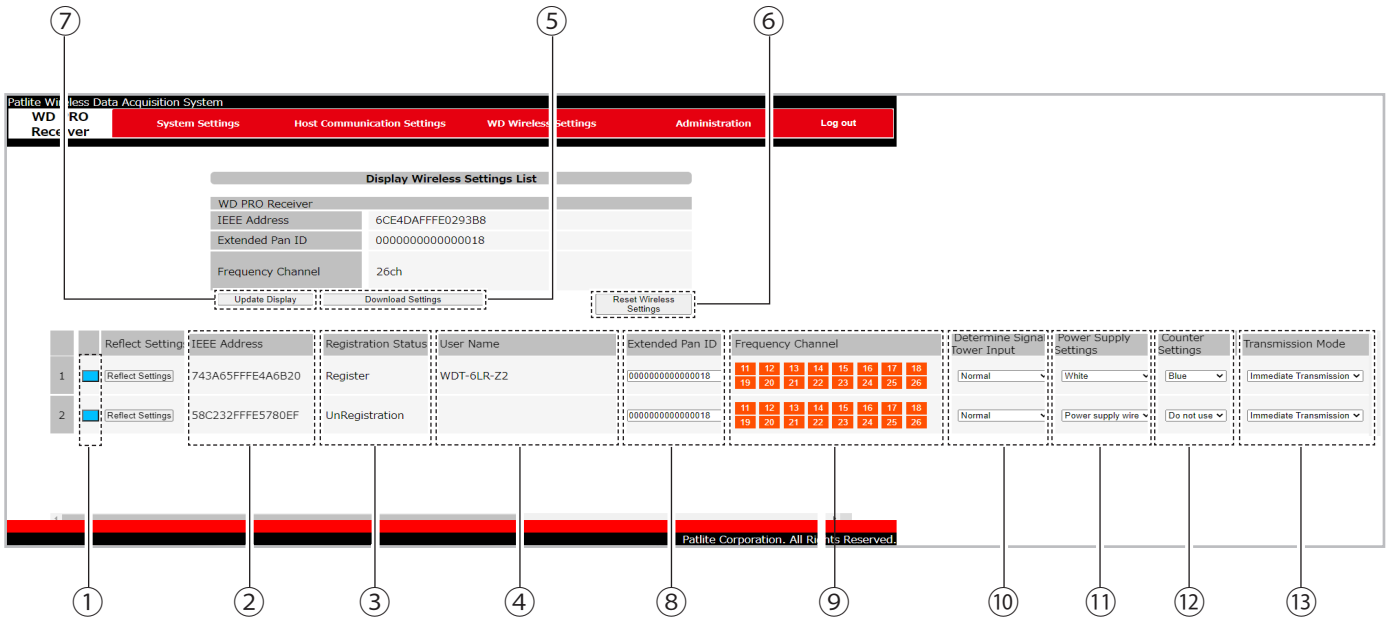 ⑦ ⑤ ⑥
Patlite Wireless Data Acquisition System
WD PRO Receiver System Settings Host Communication Settings WD Wireless Settings Administration Log out
Display Wireless Settings List
WD PRO Receiver
IEEE Address 6CE4DAFFFE0293B8
Extended Pan ID 0000000000000018
Frequency Channel 26ch
Update Display Download Settings Reset Wireless Settings
Reflect Setting IEEE Address Registration Status User Name Extended Pan ID Frequency Channel Determine Signa Tower Input Power Supply Settings Counter Settings Transmission Mode
1 Reflect Settings 743A65FFFE4A6B20 Register WDT-6LR-Z2 0000000000000018 11 12 13 14 15 16 17 18 Normal White Blue Immediate Transmission
19 20 21 22 23 24 25 26
2 Reflect Settings 58C232FFFE5780EF UnRegistration 0000000000000018 11 12 13 14 15 16 17 18 Normal Power supply wire Do not use Immediate Transmission
19 20 21 22 23 24 25 26
Patlite Corporation. All Rights Reserved.
① ② ③ ④ ⑧ ⑨ ⑩ ⑪ ⑫ ⑬